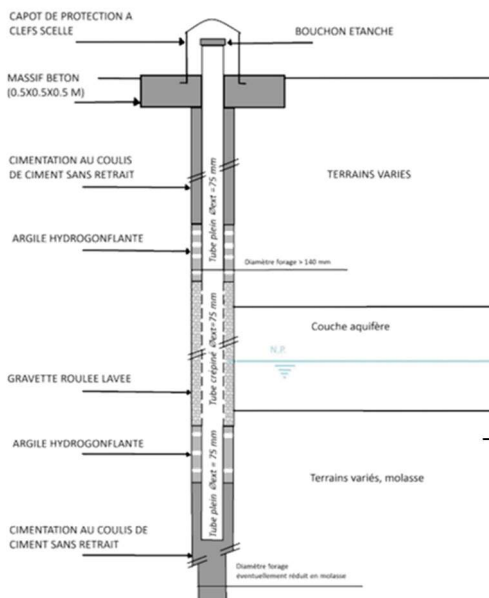 CAPOT DE PROTECTION A
CLEFS SCELLE
BOUCHON ETANCHE
MASSIF BETON
(0.5X0.5X0.5 M)
CIMENTATION AU COULIS
DE CIMENT SANS RETRAIT
TERRAINS VARIES
Tube plein Øext =75 mm
ARGILE HYDROGONFLANTE
Diamètre forage > 140 mm
Couche aquifère
Tube crépiné Øext=75 mm
N.P.
GRAVETTE ROULEE LAVEE
ARGILE HYDROGONFLANTE
Terrains variés, molasse
Tube plein Øext = 75 mm
CIMENTATION AU COULIS DE
CIMENT SANS RETRAIT
Diamètre forage
éventuellement réduit en molasse